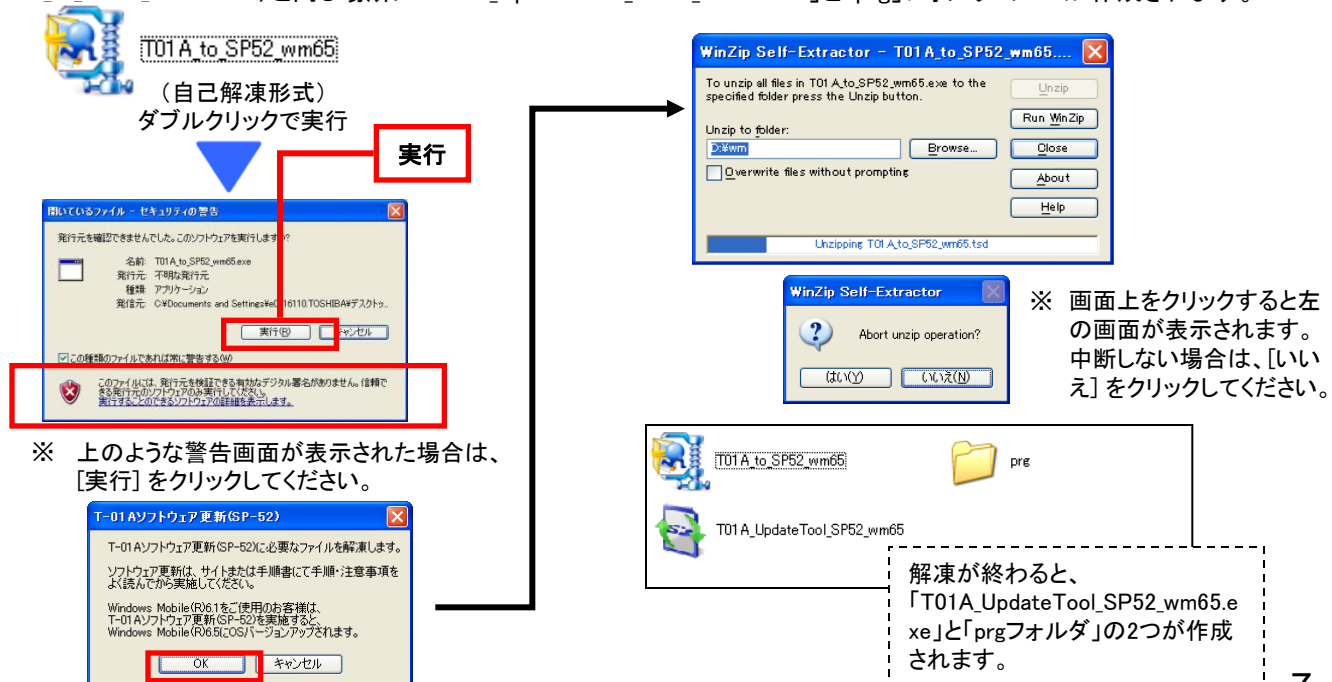 T01A_to_SP52_wm65
（自己解凍形式）
ダブルクリックで実行
実行
開いているファイル - セキュリティの警告
発行元を確認できませんでした。このソフトウェアを実行しますか?
名前: T01A_to_SP52_wm65.exe
発行元: 不明な発行元
種類: アプリケーション
発信元: C:¥Documents and Settings¥e0116110.TOSHIBA¥デスクトッ...
実行(R)
キャンセル
この種類のファイルであれば常に警告する(W)
このファイルには、発行元を検証できる有効なデジタル署名がありません。信頼で
きる発行元のソフトウェアのみ実行してください。
実行することのできるソフトウェアの詳細を表示します。
※ 上のような警告画面が表示された場合は、
[実行] をクリックしてください。
T-01Aソフトウェア更新(SP-52)
T-01Aソフトウェア更新(SP-52)に必要なファイルを解凍します。
ソフトウェア更新は、サイトまたは手順書にて手順・注意事項を
よく読んでから実施してください。
Windows Mobile(R)6.1をご使用のお客様は、
T-01Aソフトウェア更新(SP-52)を実施すると、
Windows Mobile(R)6.5にOSバージョンアップされます。
OK
キャンセル
WinZip Self-Extractor - T01A_to_SP52_wm65....
To unzip all files in T01A_to_SP52_wm65.exe to the
specified folder press the Unzip button.
Unzip to folder:
D:¥wm
Browse...
Overwrite files without prompting
Unzip
Run WinZip
Close
About
Help
Unzipping T01A_to_SP52_wm65.tsd
WinZip Self-Extractor
Abort unzip operation?
はい(Y)
いいえ(N)
※ 画面上をクリックすると左
の画面が表示されます。
中断しない場合は、[いい
え] をクリックしてください。
T01A_to_SP52_wm65
prg
T01A_UpdateTool_SP52_wm65
解凍が終わると、
「T01A_UpdateTool_SP52_wm65.e
xe」と「prgフォルダ」の2つが作成
されます。